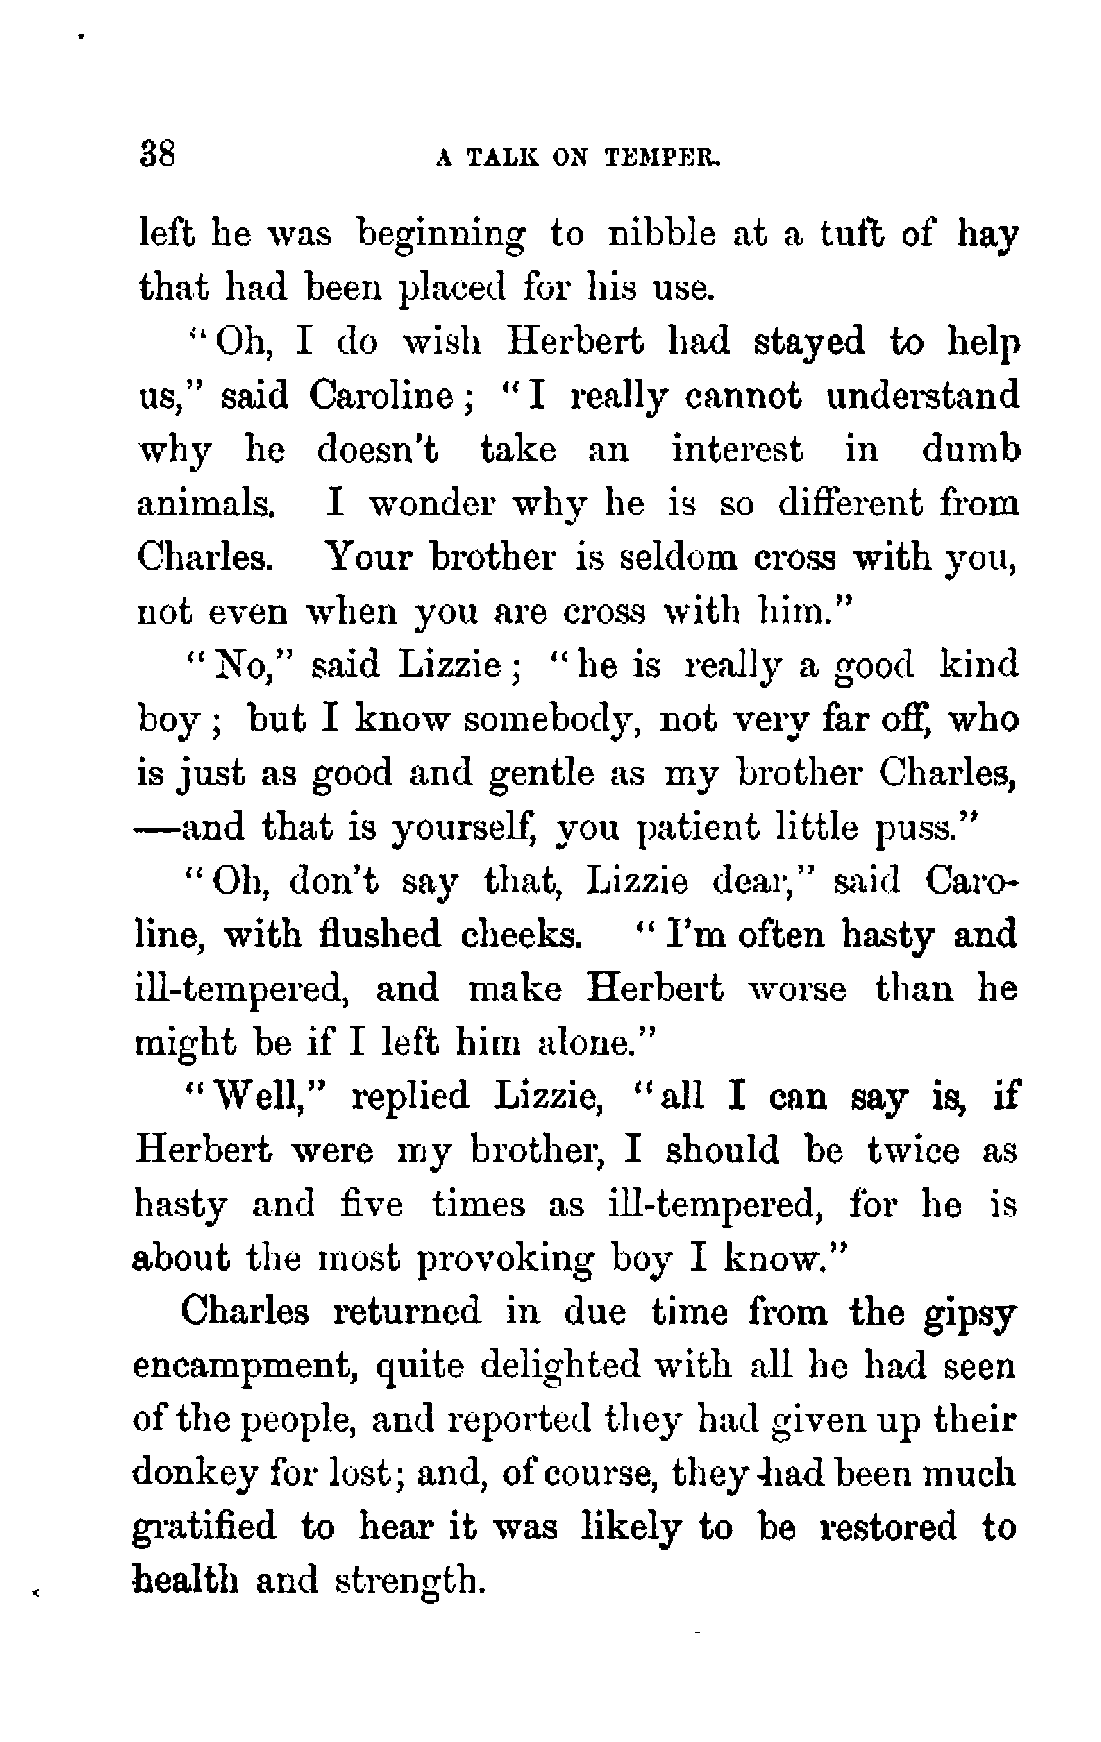 38 A TALK ON TEMPER.
left he was beginning to nibble at a tuft of hay
that had been placed for his use.
"Oh, I do wish Herbert had stayed to help
us," said Caroline; "I really cannot understand
why he doesn't take an interest in dumb
animals. I wonder why he is so different from
Charles. Your brother is seldom cross with you,
not even when you are cross with him."
"No," said Lizzie; "he is really a good kind
boy; but I know somebody, not very far off, who
is just as good and gentle as my brother Charles,
—and that is yourself, you patient little puss."
"Oh, don't say that, Lizzie dear," said Caro-
line, with flushed cheeks. "I'm often hasty and
ill-tempered, and make Herbert worse than he
might be if I left him alone."
"Well," replied Lizzie, "all I can say is, if
Herbert were my brother, I should be twice as
hasty and five times as ill-tempered, for he is
about the most provoking boy I know."
Charles returned in due time from the gipsy
encampment, quite delighted with all he had seen
of the people, and reported they had given up their
donkey for lost; and, of course, they had been much
gratified to hear it was likely to be restored to
health and strength.